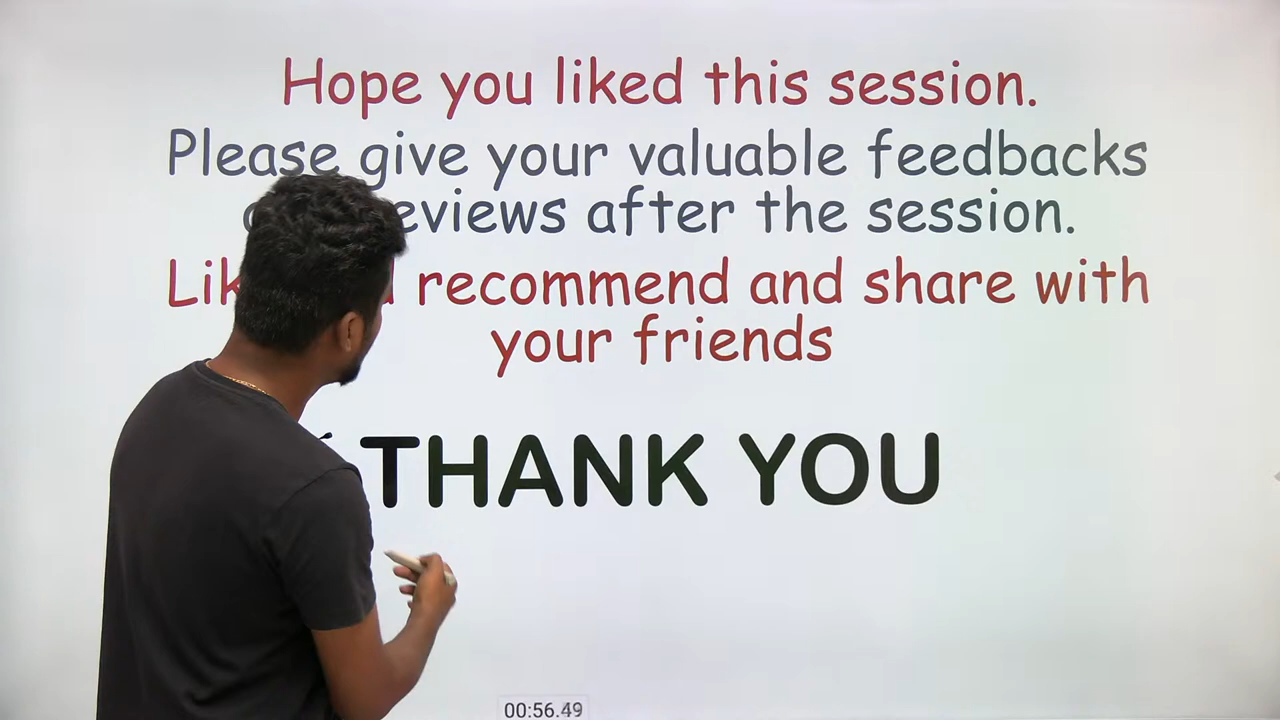 Hope you liked this session.
Please give your valuable feedbacks
eviews after the session.
recommend and share with
your friends
THANK YOU
00:56.49